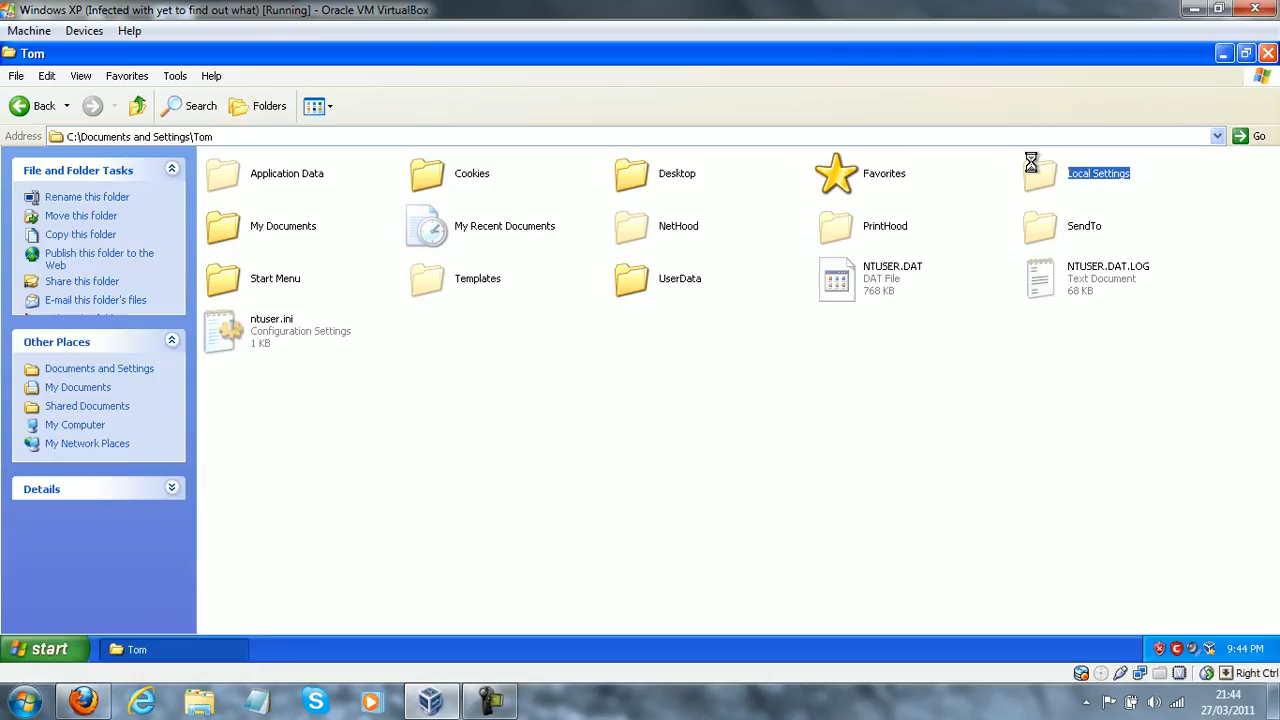 Windows XP (Infected with yet to find out what) [Running] - Oracle VM VirtualBox
Machine Devices Help
Tom
File Edit View Favorites Tools Help
Back Search Folders
Address C:\Documents and Settings\Tom Go
File and Folder Tasks
Rename this folder
Move this folder
Copy this folder
Publish this folder to the
Web
Share this folder
E-mail this folder's files
Other Places
Documents and Settings
My Documents
Shared Documents
My Computer
My Network Places
Details
Application Data Cookies Desktop Favorites Local Settings
My Documents My Recent Documents NetHood PrintHood SendTo
Start Menu Templates UserData
NTUSER.DAT
DAT File
768 KB
NTUSER.DAT.LOG
Text Document
68 KB
ntuser.ini
Configuration Settings
1 KB
start Tom 9:44 PM
Right Ctrl
21:44
27/03/2011